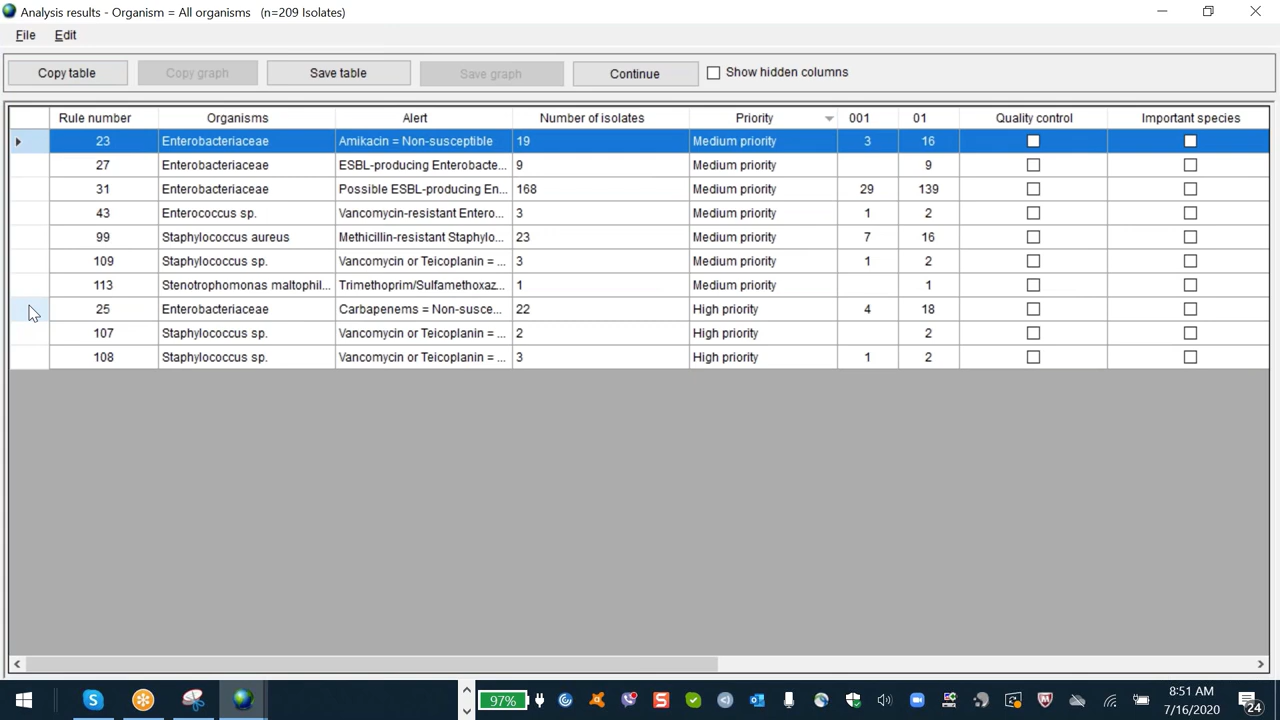 Analysis results - Organism = All organisms (n=209 Isolates)
File Edit
Copy table Copy graph Save table Save graph Continue Show hidden columns
Rule number Organisms Alert Number of isolates Priority 001 01 Quality control Important species
23 Enterobacteriaceae Amikacin = Non-susceptible 19 Medium priority 3 16
27 Enterobacteriaceae ESBL-producing Enterobacte... 9 Medium priority 9
31 Enterobacteriaceae Possible ESBL-producing En... 168 Medium priority 29 139
43 Enterococcus sp. Vancomycin-resistant Entero... 3 Medium priority 1 2
99 Staphylococcus aureus Methicillin-resistant Staphylo... 23 Medium priority 7 16
109 Staphylococcus sp. Vancomycin or Teicoplanin = ... 3 Medium priority 1 2
113 Stenotrophomonas maltophil... Trimethoprim/Sulfamethoxaz... 1 Medium priority 1
25 Enterobacteriaceae Carbapenems = Non-susce... 22 High priority 4 18
107 Staphylococcus sp. Vancomycin or Teicoplanin = ... 2 High priority 2
108 Staphylococcus sp. Vancomycin or Teicoplanin = ... 3 High priority 1 2
97%
8:51 AM
7/16/2020
24